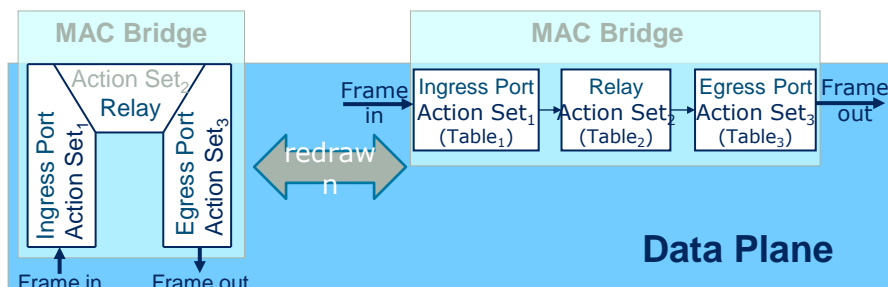 MAC Bridge
Action Set2
Relay
Ingress Port
Action Set1
Egress Port
Action Set3
Frame in
Frame out
redraw
n
MAC Bridge
Frame
in
Ingress Port
Action Set1
(Table1)
Relay
Action Set2
(Table2)
Egress Port
Action Set3
(Table3)
Frame
out
Data Plane